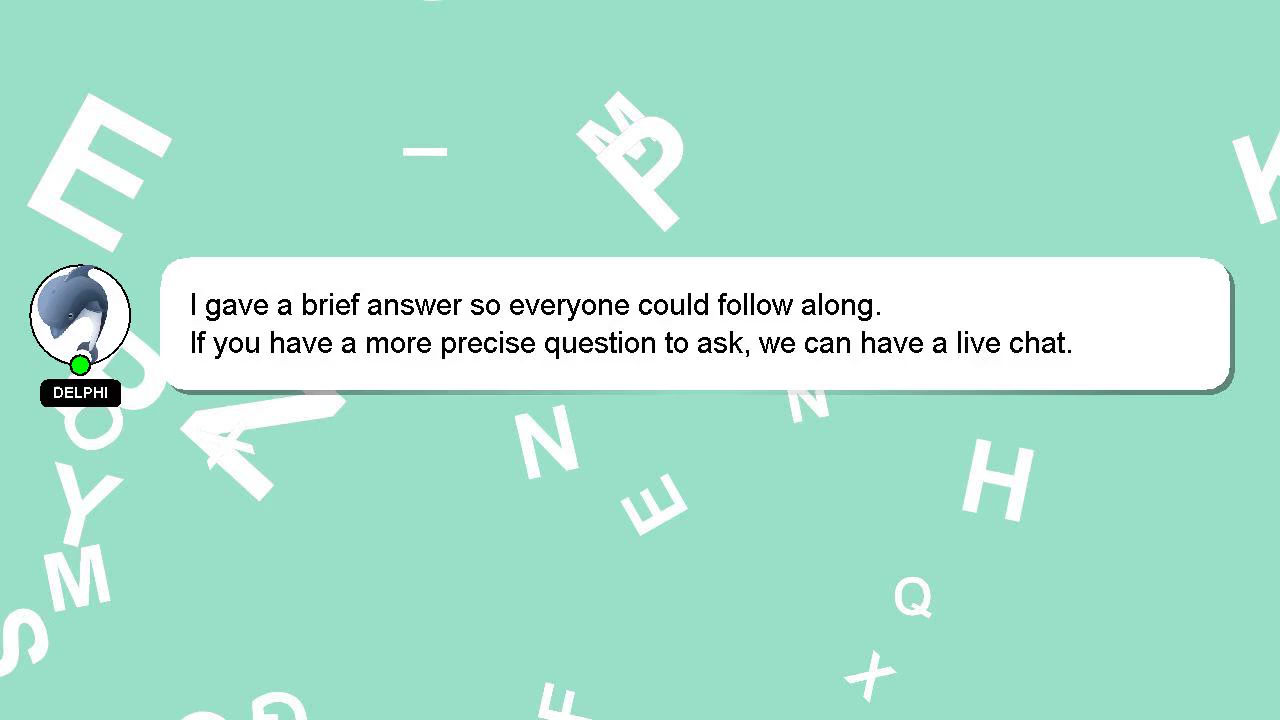 E
M
P
K
I gave a brief answer so everyone could follow along.
If you have a more precise question to ask, we can have a live chat.
DELPHI
N
N
H
E
Y
M
Q
S
X
G
F